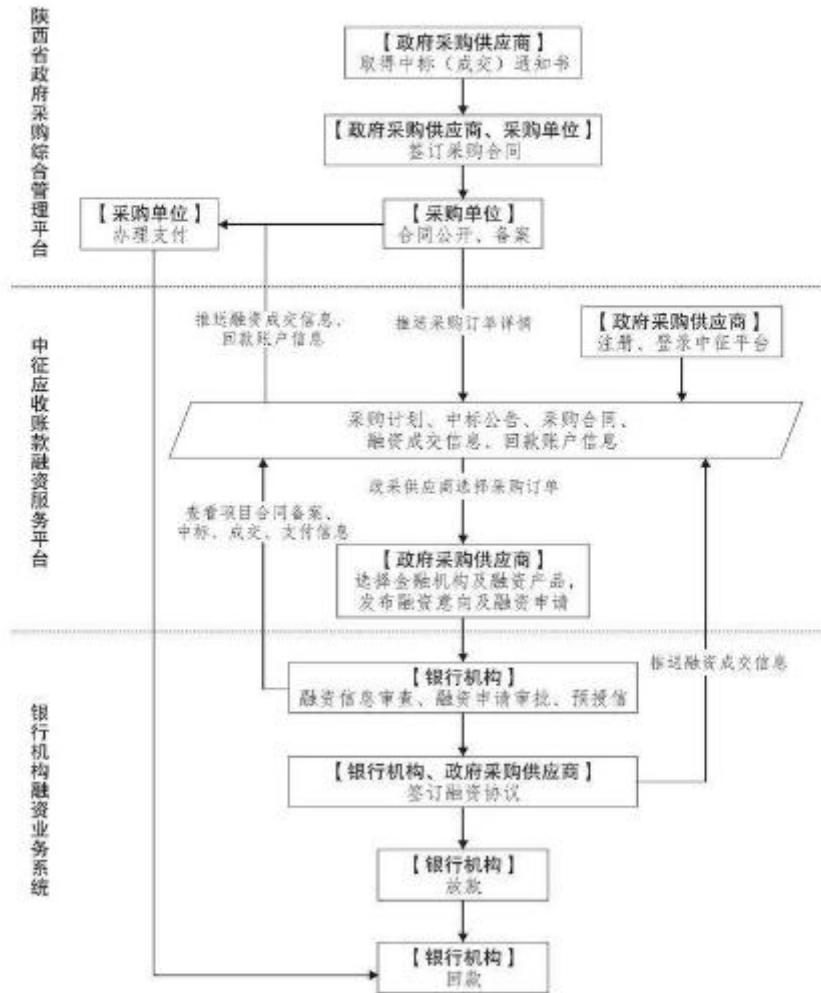 陕西省政府采购综合管理平台
【政府采购供应商】
取得中标（成交）通知书
【政府采购供应商、采购单位】
签订采购合同
【采购单位】
办理支付
【采购单位】
合同公开、备案
中征应收账款融资服务平台
推送融资成交信息、
回款账户信息
推送采购订单详情
【政府采购供应商】
注册、登录中征平台
采购计划、中标公告、采购合同、
融资成交信息、回款账户信息
政采供应商选择采购订单
查看项目合同备案、
中标、成交、支付信息
【政府采购供应商】
选择金融机构及融资产品，
发布融资意向及融资申请
银行机构融资业务系统
【银行机构】
融资信息审查、融资申请审批、预授信
推送融资成交信息
【银行机构、政府采购供应商】
签订融资协议
【银行机构】
放款
【银行机构】
回款